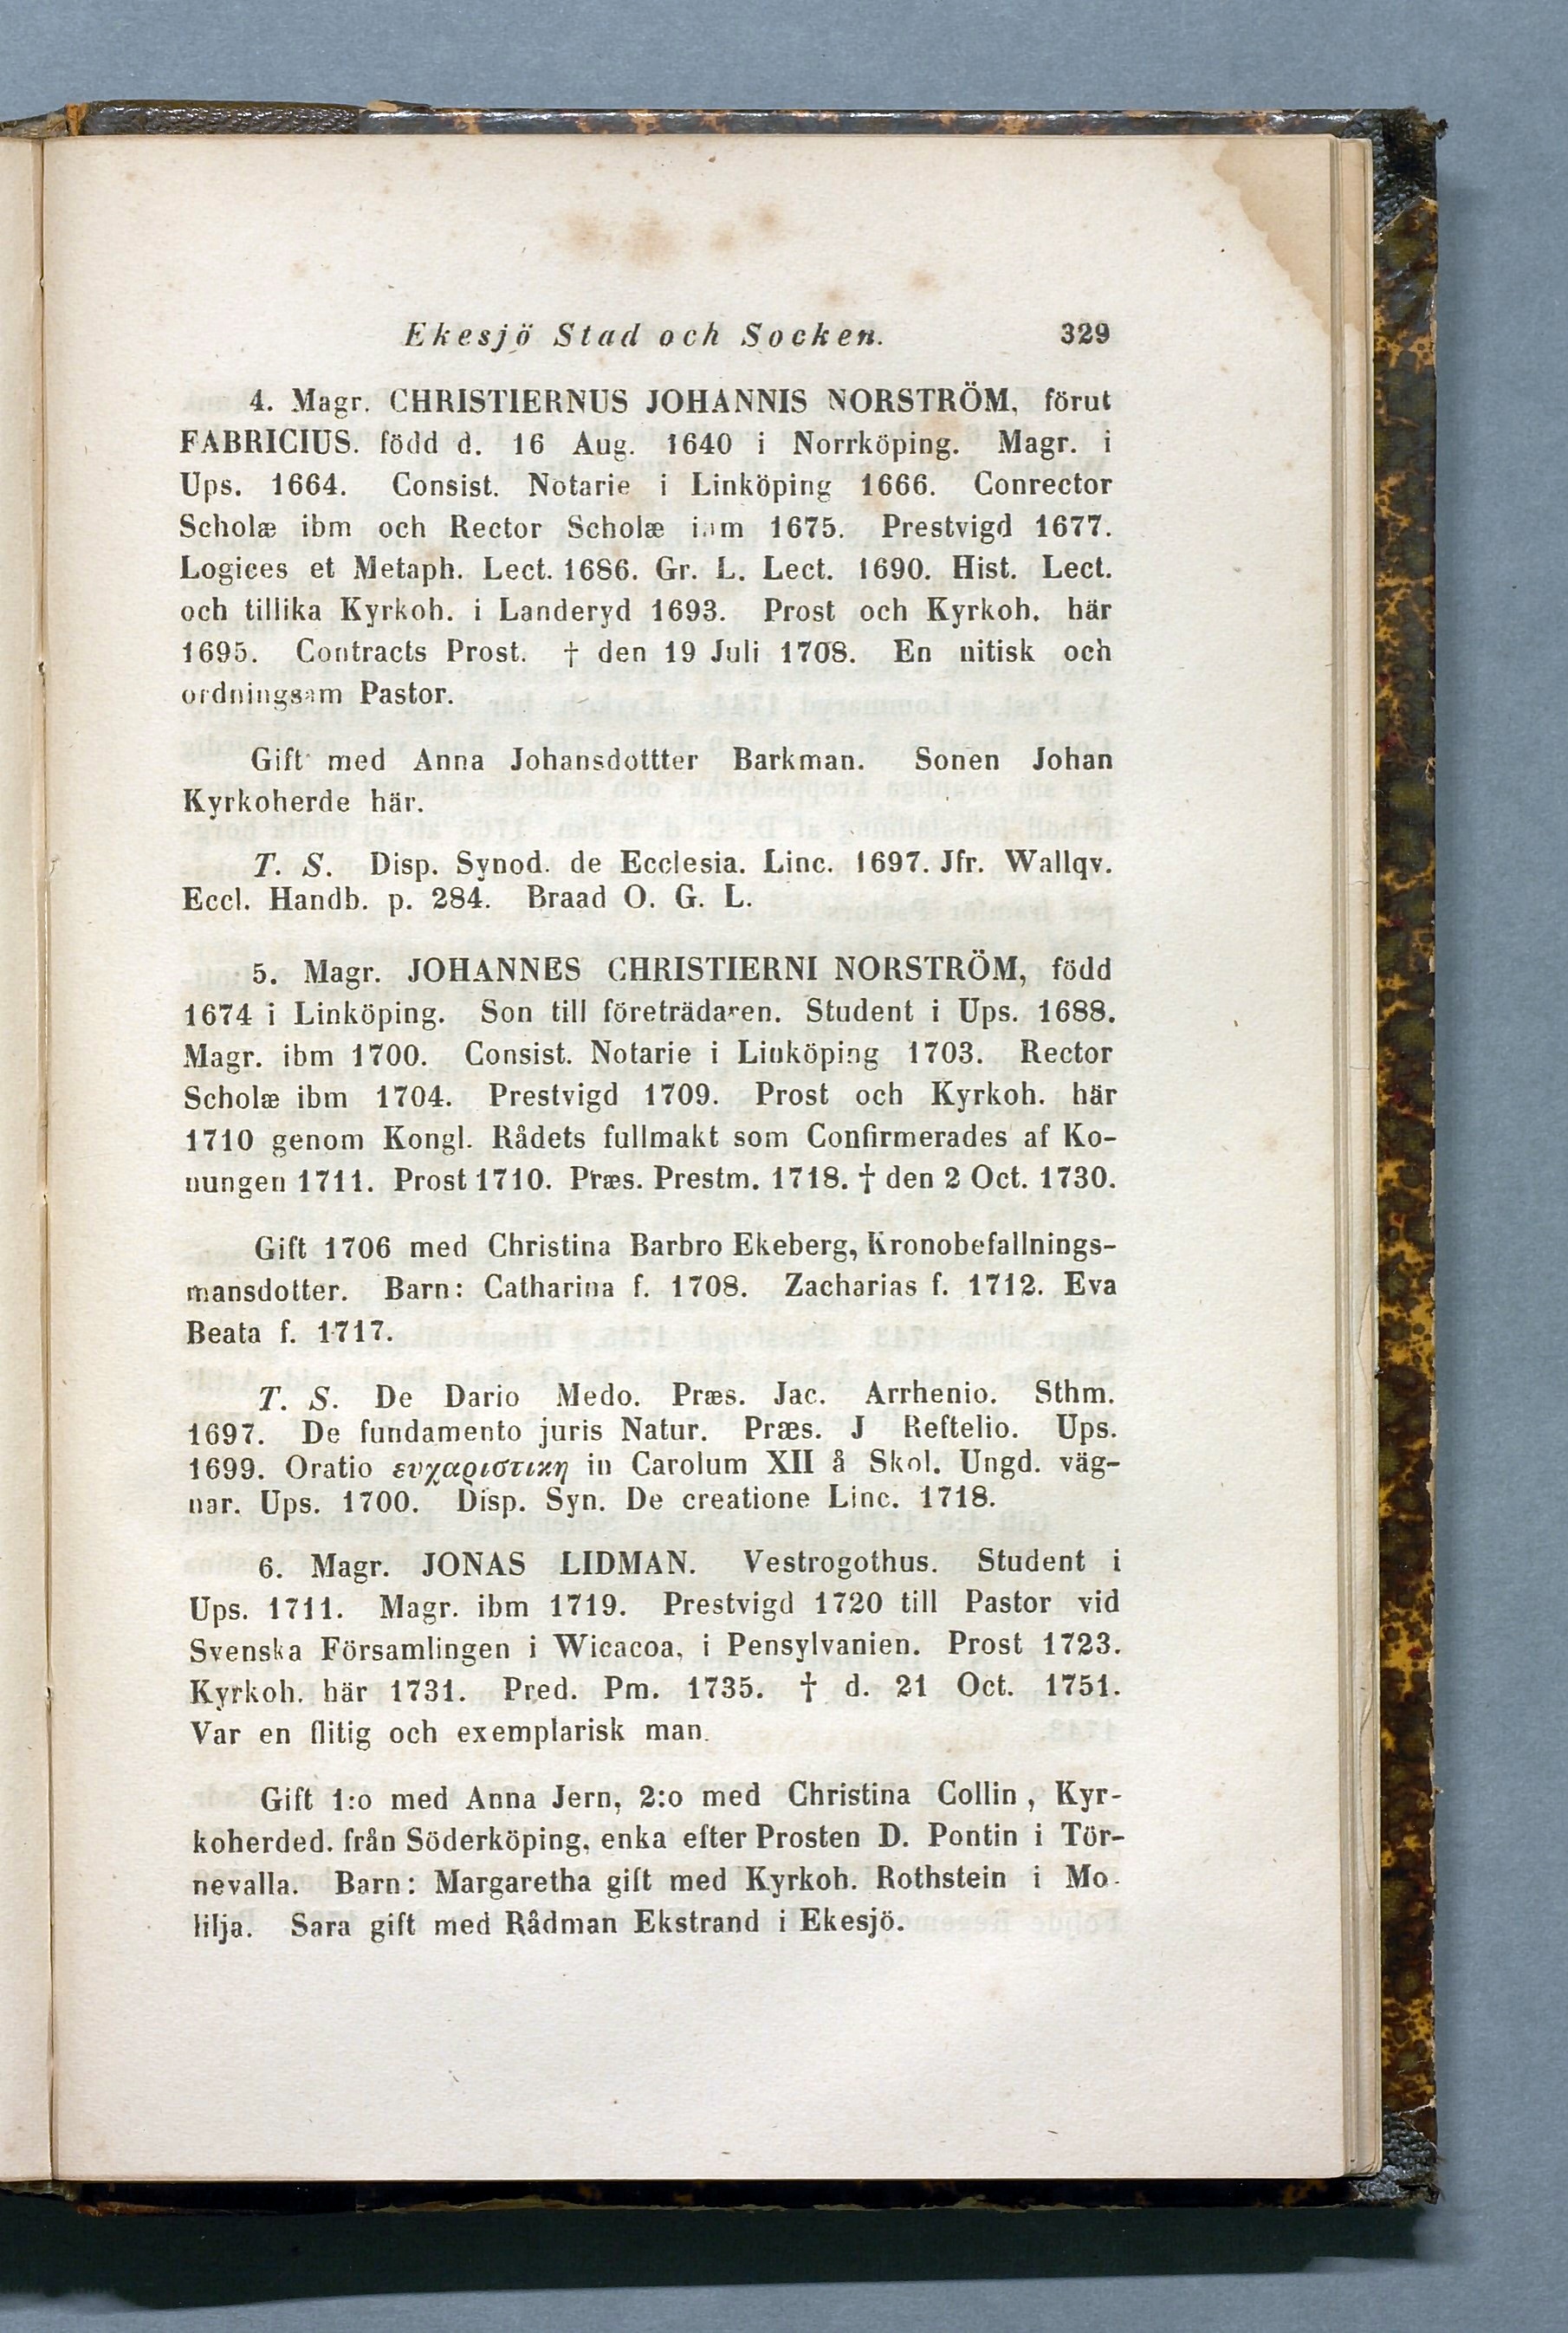 Ekesjö Stad och Socken. 329
4. Magr. CHRISTIERNUS JOHANNIS NORSTRÖM, förut
FABRICIUS. född d. 16 Aug. 1640 i Norrköping. Magr. i
Ups. 1664. Consist. Notarie i Linköping 1666. Conrector
Scholæ ibm och Rector Scholæ ibm 1675. Prestvigd 1677.
Logices et Metaph. Lect. 1686. Gr. L. Lect. 1690. Hist. Lect.
och tillika Kyrkoh. i Landeryd 1693. Prost och Kyrkoh. här
1695. Contracts Prost. † den 19 Juli 1708. En nitisk och
ordningsam Pastor.
Gift med Anna Johansdottter Barkman. Sonen Johan
Kyrkoherde här.
T. S. Disp. Synod. de Ecclesia. Linc. 1697. Jfr. Wallqv.
Eccl. Handb. p. 284. Braad O. G. L.
5. Magr. JOHANNES CHRISTIERNI NORSTRÖM, född
1674 i Linköping. Son till företrädaren. Student i Ups. 1688.
Magr. ibm 1700. Consist. Notarie i Linköping 1703. Rector
Scholæ ibm 1704. Prestvigd 1709. Prost och Kyrkoh. här
1710 genom Kongl. Rådets fullmakt som Confirmerades af Ko-
nungen 1711. Prost 1710. Præs. Prestm. 1718. † den 2 Oct. 1730.
Gift 1706 med Christina Barbro Ekeberg, Kronobefallnings-
mansdotter. Barn: Catharina f. 1708. Zacharias f. 1712. Eva
Beata f. 1717.
T. S. De Dario Medo. Præs. Jac. Arrhenio. Sthm.
1697. De fundamento juris Natur. Præs. J Reftelio. Ups.
1699. Oratio ευχαριστικη in Carolum XII å Skol. Ungd. väg-
nar. Ups. 1700. Disp. Syn. De creatione Linc. 1718.
6. Magr. JONAS LIDMAN. Vestrogothus. Student i
Ups. 1711. Magr. ibm 1719. Prestvigd 1720 till Pastor vid
Svenska Församlingen i Wicacoa, i Pensylvanien. Prost 1723.
Kyrkoh. här 1731. Pred. Pm. 1735. † d. 21 Oct. 1751.
Var en flitig och exemplarisk man.
Gift 1:o med Anna Jern, 2:o med Christina Collin, Kyr-
koherded. från Söderköping, enka efter Prosten D. Pontin i Tör-
nevalla. Barn: Margaretha gift med Kyrkoh. Rothstein i Mo-
lilja. Sara gift med Rådman Ekstrand i Ekesjö.